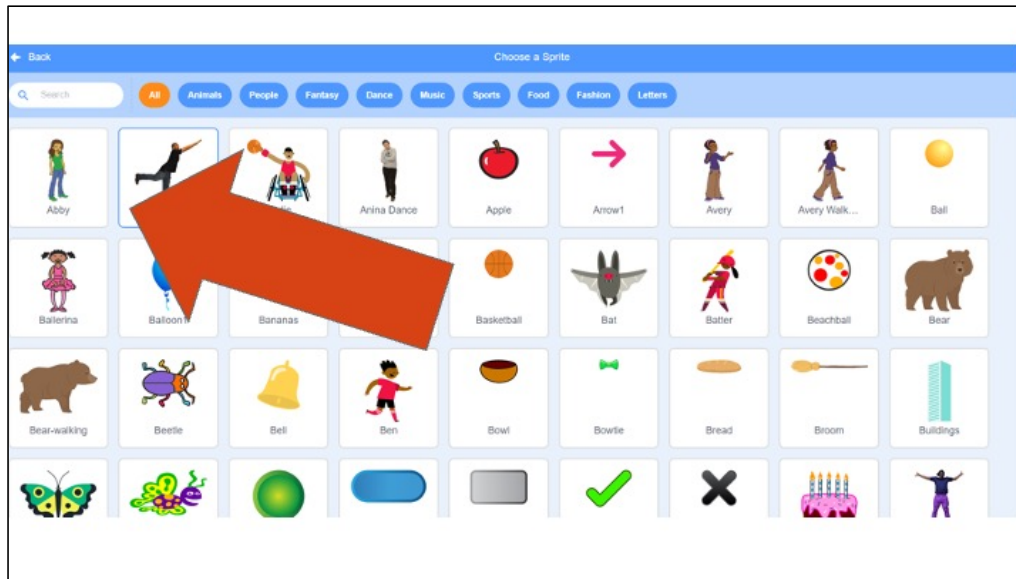 Back
Choose a Sprite
Search
All Animals People Fantasy Dance Music Sports Food Fashion Letters
Abby Anina Dance Apple Arrow1 Avery Avery Walk... Ball
Ballerina Balloon1 Bananas Basketball Bat Batter Beachball Bear
Bear-walking Beetle Bell Ben Bowl Bowtie Bread Broom Buildings